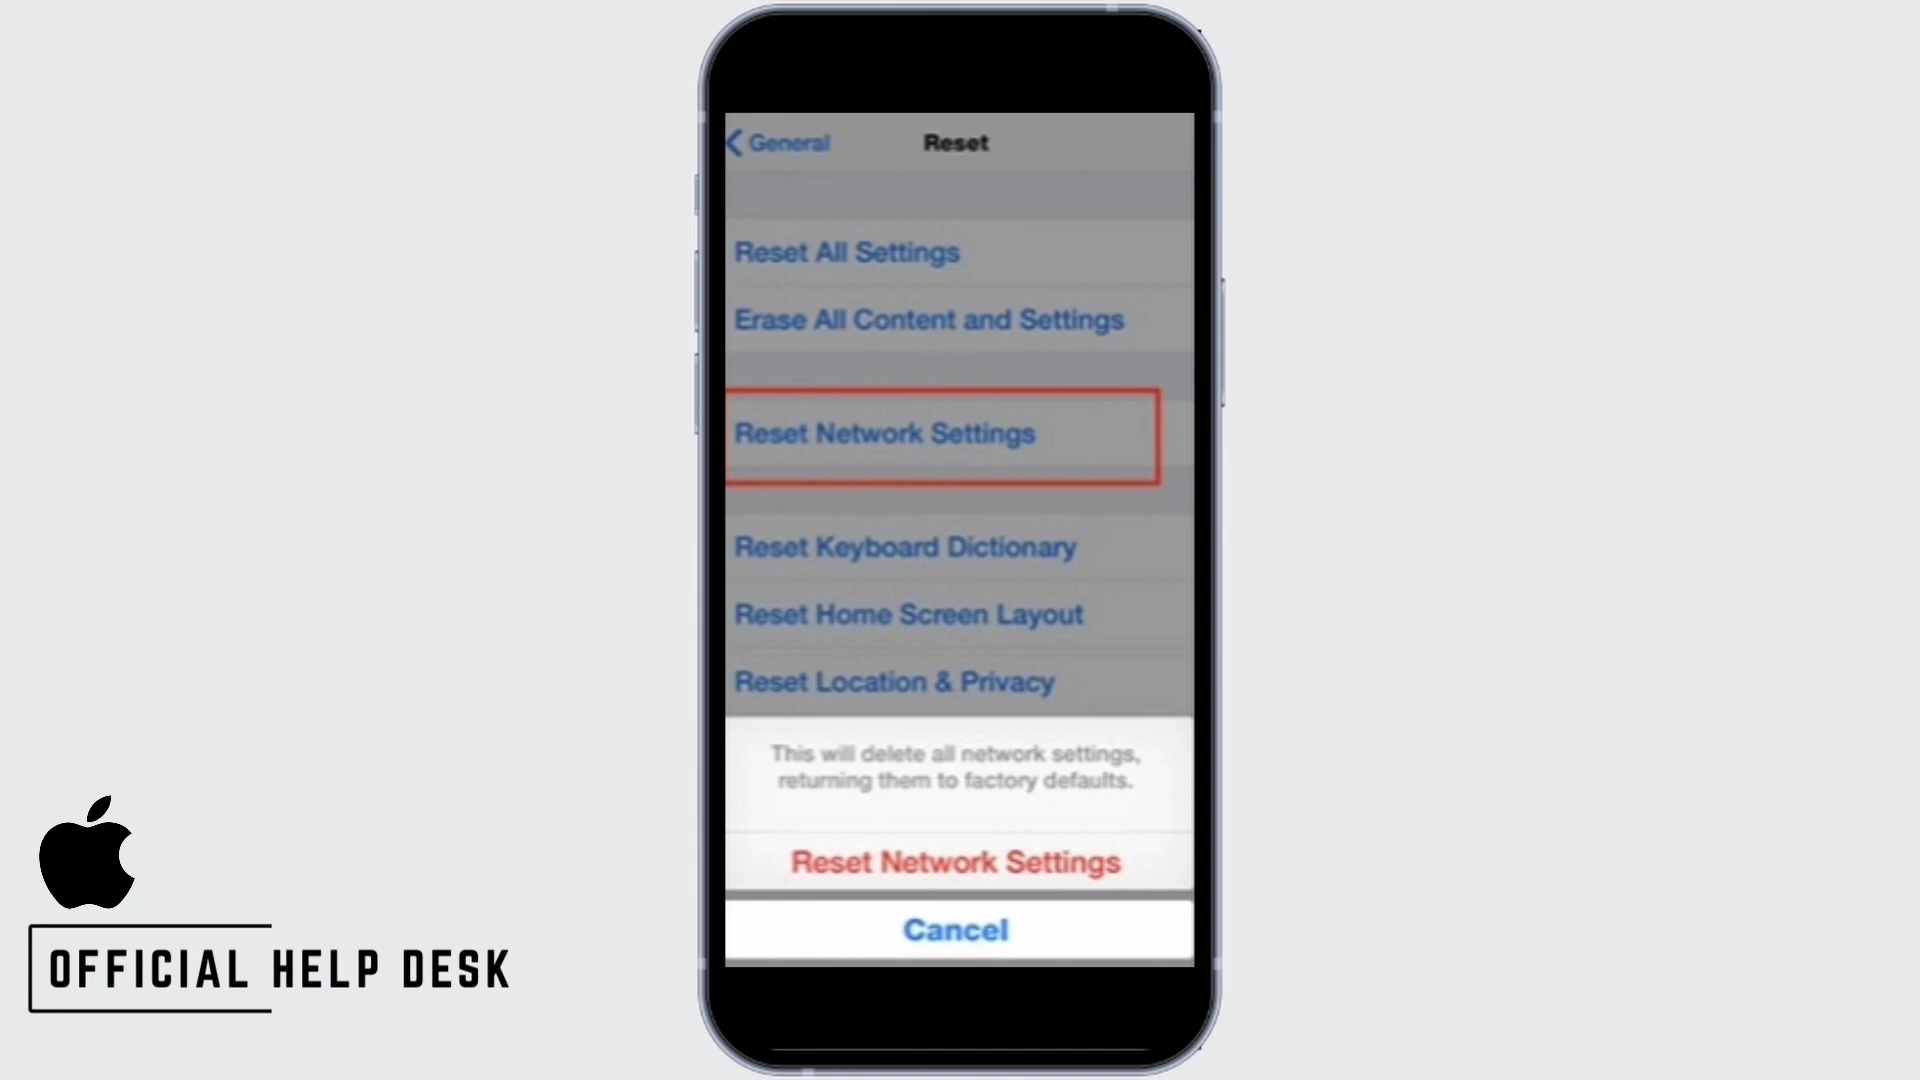 General
Reset
Reset All Settings
Erase All Content and Settings
Reset Network Settings
Reset Keyboard Dictionary
Reset Home Screen Layout
Reset Location & Privacy
This will delete all network settings,
returning them to factory defaults.
Reset Network Settings
Cancel
OFFICIAL HELP DESK